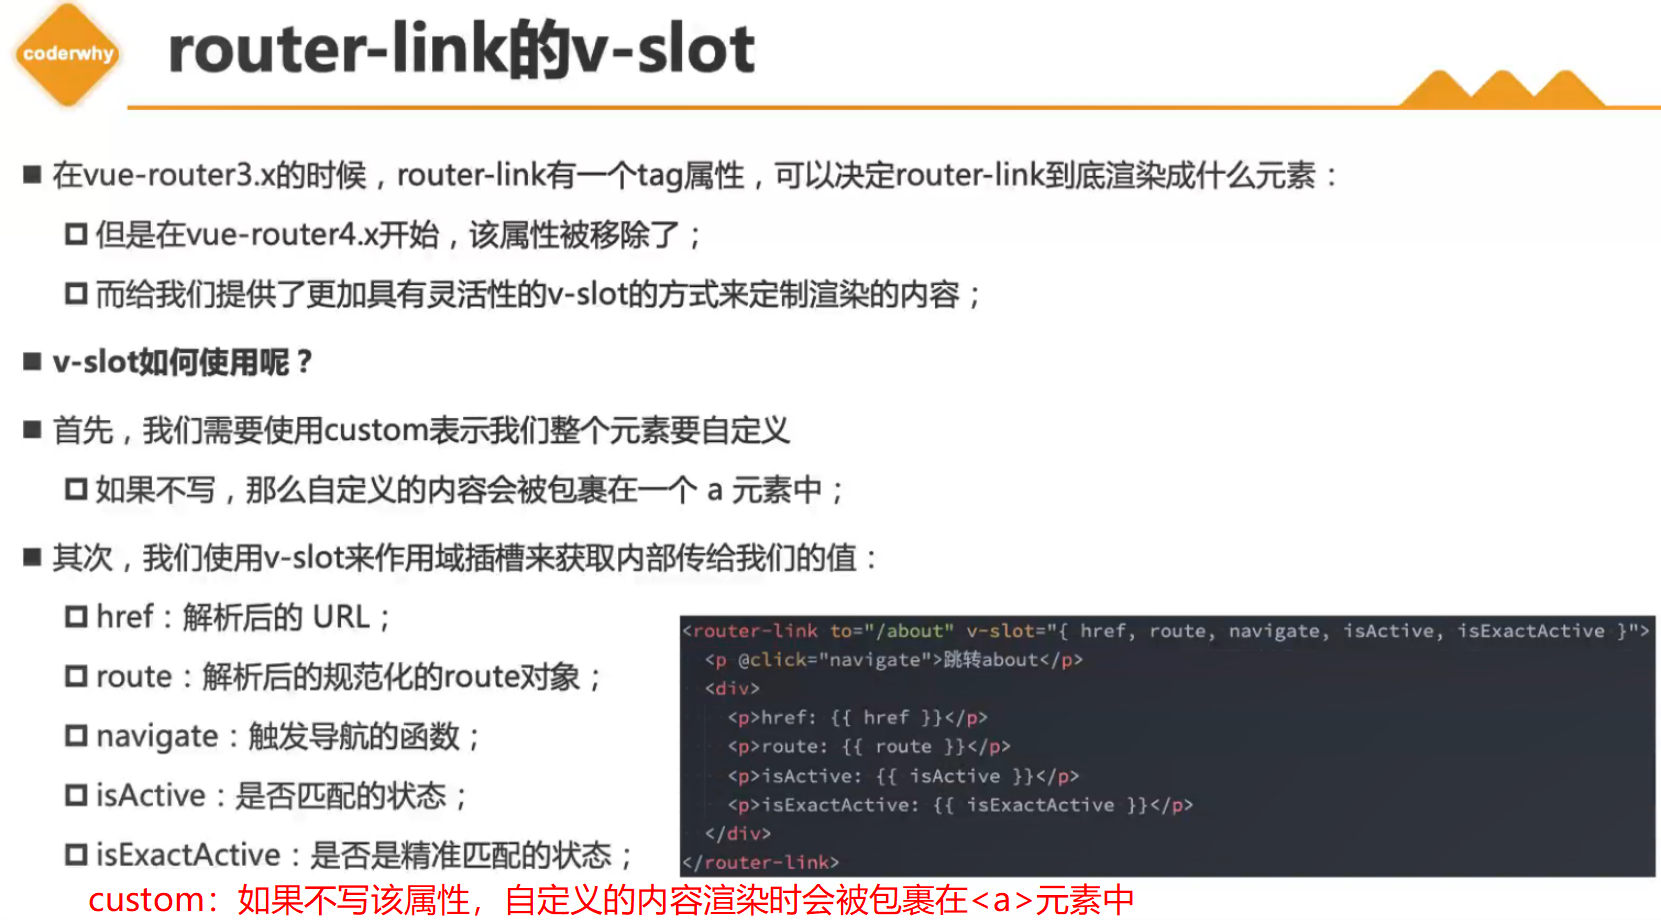 coderwhy
router-link的v-slot
在vue-router3.x的时候，router-link有一个tag属性，可以决定router-link到底渲染成什么元素：
但是在vue-router4.x开始，该属性被移除了；
而给我们提供了更加具有灵活性的v-slot的方式来定制渲染的内容；
v-slot如何使用呢？
首先，我们需要使用custom表示我们整个元素要自定义
如果不写，那么自定义的内容会被包裹在一个 a 元素中；
其次，我们使用v-slot来作用域插槽来获取内部传给我们的值：
href：解析后的 URL；
route：解析后的规范化的route对象；
navigate：触发导航的函数；
isActive：是否匹配的状态；
isExactActive：是否是精准匹配的状态；
<router-link to="/about" v-slot="{ href, route, navigate, isActive, isExactActive }">
<p @click="navigate">跳转about</p>
<div>
<p>href: {{ href }}</p>
<p>route: {{ route }}</p>
<p>isActive: {{ isActive }}</p>
<p>isExactActive: {{ isExactActive }}</p>
</div>
</router-link>
custom：如果不写该属性，自定义的内容渲染时会被包裹在<a>元素中